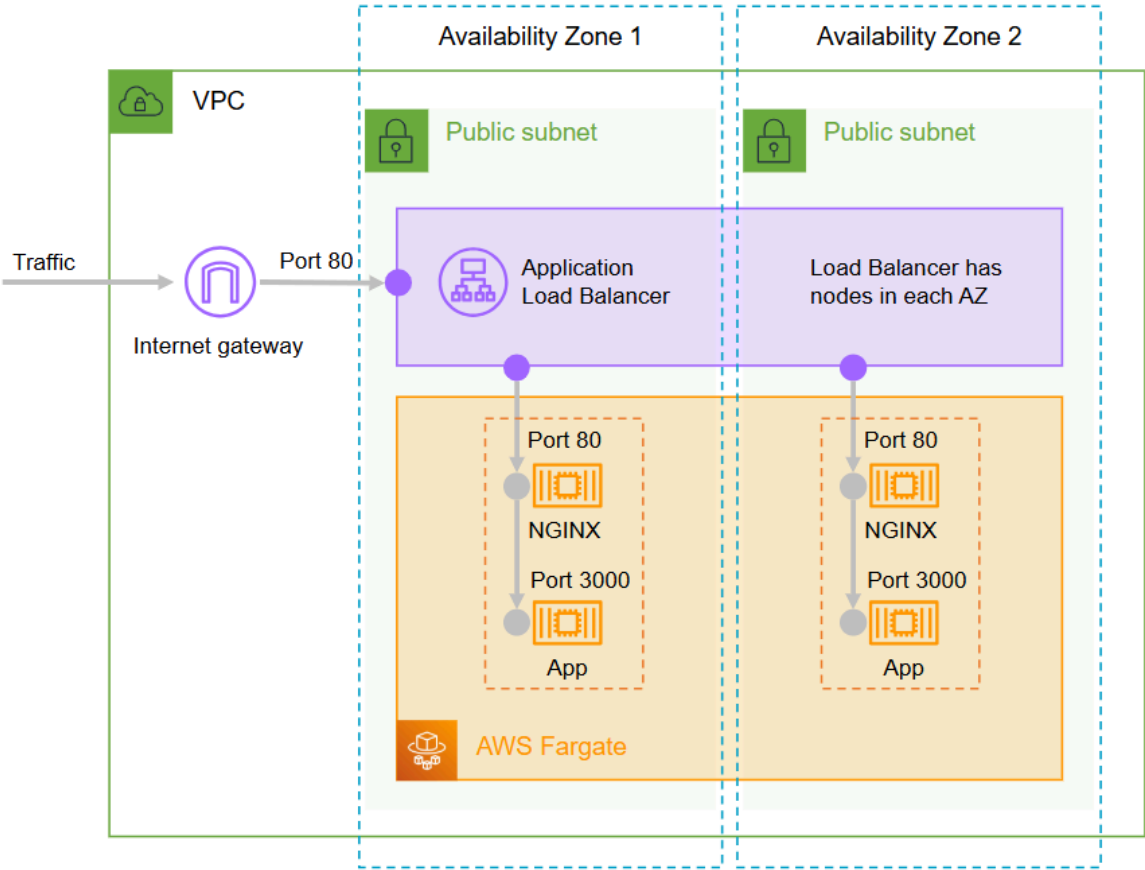 Availability Zone 1
Availability Zone 2
VPC
Public subnet
Public subnet
Traffic
Port 80
Internet gateway
Application
Load Balancer
Load Balancer has
nodes in each AZ
Port 80
NGINX
Port 3000
App
Port 80
NGINX
Port 3000
App
AWS Fargate